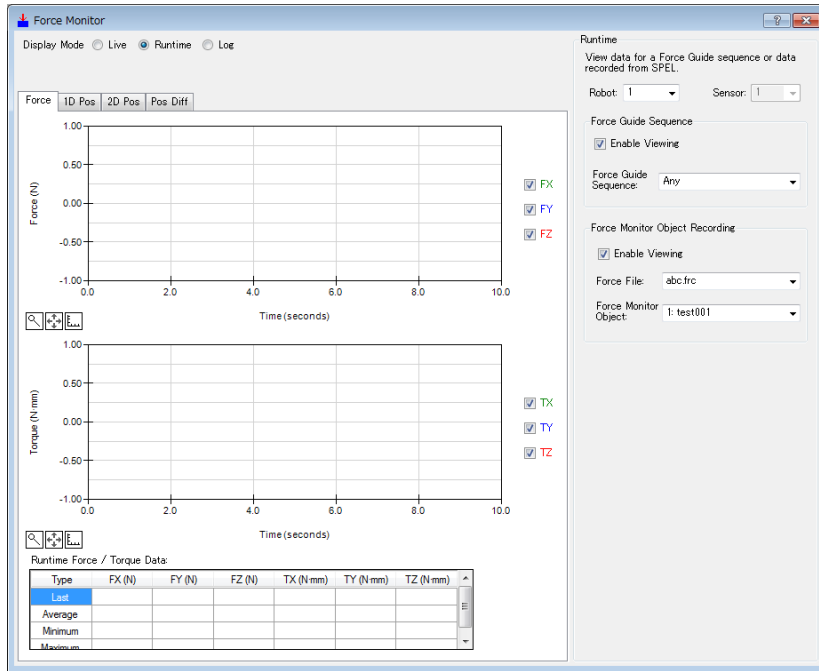 Force Monitor
?
Display Mode Live Runtime Log
Force 1D Pos 2D Pos Pos Diff
1.00
0.50
0.00
-0.50
-1.00
Force (N)
0.0 2.0 4.0 6.0 8.0 10.0
Time (seconds)
FX
FY
FZ
1.00
0.50
0.00
-0.50
-1.00
Torque (N·mm)
0.0 2.0 4.0 6.0 8.0 10.0
Time (seconds)
TX
TY
TZ
Runtime Force / Torque Data:
Type FX (N) FY (N) FZ (N) TX (N·mm) TY (N·mm) TZ (N·mm)
Last
Average
Minimum
Maximum
Runtime
View data for a Force Guide sequence or data
recorded from SPEL.
Robot: 1 Sensor: 1
Force Guide Sequence
Enable Viewing
Force Guide
Sequence: Any
Force Monitor Object Recording
Enable Viewing
Force File: abc.frc
Force Monitor
Object: 1: test001